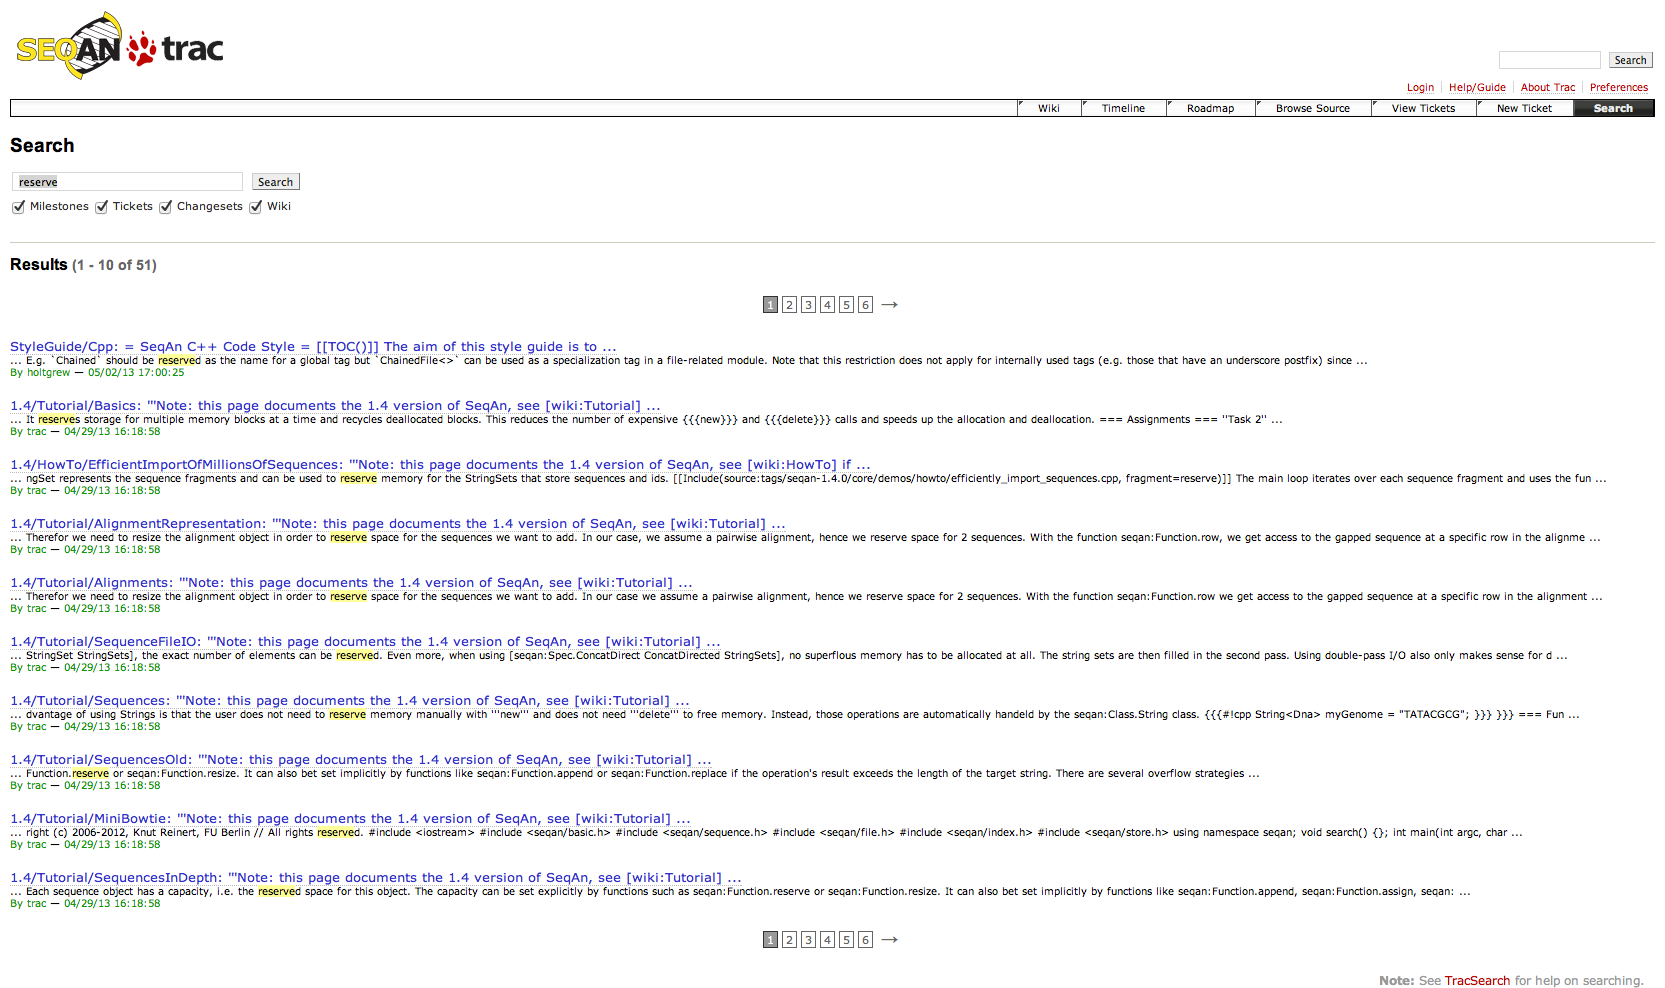 SEQAN trac
Search
Login Help/Guide About Trac Preferences
Wiki Timeline Roadmap Browse Source View Tickets New Ticket Search
Search
reserve Search
Milestones Tickets Changesets Wiki
Results (1 - 10 of 51)
1 2 3 4 5 6 →
StyleGuide/Cpp: = SeqAn C++ Code Style = [[TOC()]] The aim of this style guide is to ...
... E.g. `Chained` should be reserved as the name for a global tag but `ChainedFile<>` can be used as a specialization tag in a file-related module. Note that this restriction does not apply for internally used tags (e.g. those that have an underscore postfix) since ...
By holtgrew — 05/02/13 17:00:25
1.4/Tutorial/Basics: '''Note: this page documents the 1.4 version of SeqAn, see [wiki:Tutorial] ...
... It reserves storage for multiple memory blocks at a time and recycles deallocated blocks. This reduces the number of expensive {{{new}}} and {{{delete}}} calls and speeds up the allocation and deallocation. === Assignments === ''Task 2'' ...
By trac — 04/29/13 16:18:58
1.4/HowTo/EfficientImportOfMillionsOfSequences: '''Note: this page documents the 1.4 version of SeqAn, see [wiki:HowTo] if ...
... ngSet represents the sequence fragments and can be used to reserve memory for the StringSets that store sequences and ids. [[Include(source:tags/seqan-1.4.0/core/demos/howto/efficiently_import_sequences.cpp, fragment=reserve)]] The main loop iterates over each sequence fragment and uses the fun ...
By trac — 04/29/13 16:18:58
1.4/Tutorial/AlignmentRepresentation: '''Note: this page documents the 1.4 version of SeqAn, see [wiki:Tutorial] ...
... Therefor we need to resize the alignment object in order to reserve space for the sequences we want to add. In our case, we assume a pairwise alignment, hence we reserve space for 2 sequences. With the function seqan:Function.row, we get access to the gapped sequence at a specific row in the alignme ...
By trac — 04/29/13 16:18:58
1.4/Tutorial/Alignments: '''Note: this page documents the 1.4 version of SeqAn, see [wiki:Tutorial] ...
... Therefor we need to resize the alignment object in order to reserve space for the sequences we want to add. In our case we assume a pairwise alignment, hence we reserve space for 2 sequences. With the function seqan:Function.row we get access to the gapped sequence at a specific row in the alignment ...
By trac — 04/29/13 16:18:58
1.4/Tutorial/SequenceFileIO: '''Note: this page documents the 1.4 version of SeqAn, see [wiki:Tutorial] ...
... StringSet StringSets], the exact number of elements can be reserved. Even more, when using [seqan:Spec.ConcatDirect ConcatDirected StringSets], no superflous memory has to be allocated at all. The string sets are then filled in the second pass. Using double-pass I/O also only makes sense for d ...
By trac — 04/29/13 16:18:58
1.4/Tutorial/Sequences: '''Note: this page documents the 1.4 version of SeqAn, see [wiki:Tutorial] ...
... dvantage of using Strings is that the user does not need to reserve memory manually with '''new''' and does not need '''delete''' to free memory. Instead, those operations are automatically handeld by the seqan:Class.String class. {{{#!cpp String<Dna> myGenome = "TATACGCG"; }}} }}} === Fun ...
By trac — 04/29/13 16:18:58
1.4/Tutorial/SequencesOld: '''Note: this page documents the 1.4 version of SeqAn, see [wiki:Tutorial] ...
... Function.reserve or seqan:Function.resize. It can also bet set implicitly by functions like seqan:Function.append or seqan:Function.replace if the operation's result exceeds the length of the target string. There are several overflow strategies ...
By trac — 04/29/13 16:18:58
1.4/Tutorial/MiniBowtie: '''Note: this page documents the 1.4 version of SeqAn, see [wiki:Tutorial] ...
... right (c) 2006-2012, Knut Reinert, FU Berlin // All rights reserved. #include <iostream> #include <seqan/basic.h> #include <seqan/sequence.h> #include <seqan/file.h> #include <seqan/index.h> #include <seqan/store.h> using namespace seqan; void search() {}; int main(int argc, char ...
By trac — 04/29/13 16:18:58
1.4/Tutorial/SequencesInDepth: '''Note: this page documents the 1.4 version of SeqAn, see [wiki:Tutorial] ...
... Each sequence object has a capacity, i.e. the reserved space for this object. The capacity can be set explicitly by functions such as seqan:Function.reserve or seqan:Function.resize. It can also bet set implicitly by functions like seqan:Function.append, seqan:Function.assign, seqan: ...
By trac — 04/29/13 16:18:58
1 2 3 4 5 6 →
Note: See TracSearch for help on searching.